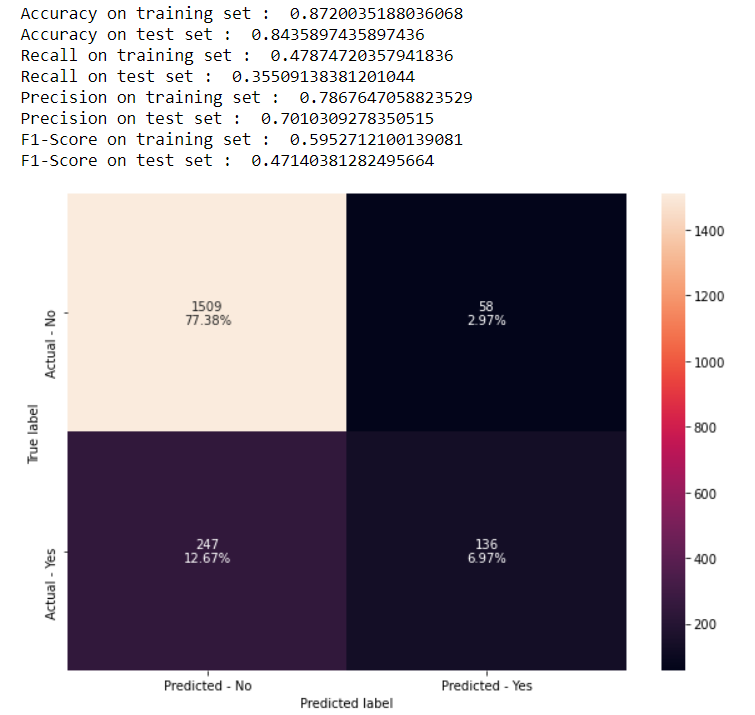 Accuracy on training set :  0.8720035188036068
Accuracy on test set :  0.8435897435897436
Recall on training set :  0.47874720357941836
Recall on test set :  0.35509138381201044
Precision on training set :  0.7867647058823529
Precision on test set :  0.7010309278350515
F1-Score on training set :  0.5952712100139081
F1-Score on test set :  0.47140381282495664
1509
77.38%
58
2.97%
247
12.67%
136
6.97%
Actual - No
Actual - Yes
True label
Predicted - No
Predicted - Yes
Predicted label
1400
1200
1000
800
600
400
200